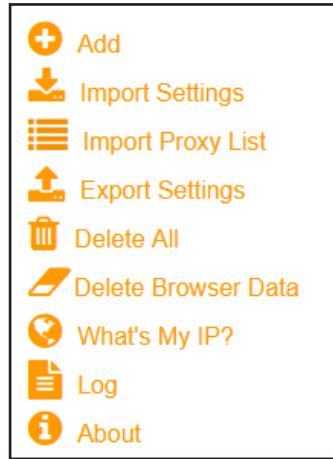 Add
Import Settings
Import Proxy List
Export Settings
Delete All
Delete Browser Data
What's My IP?
Log
About